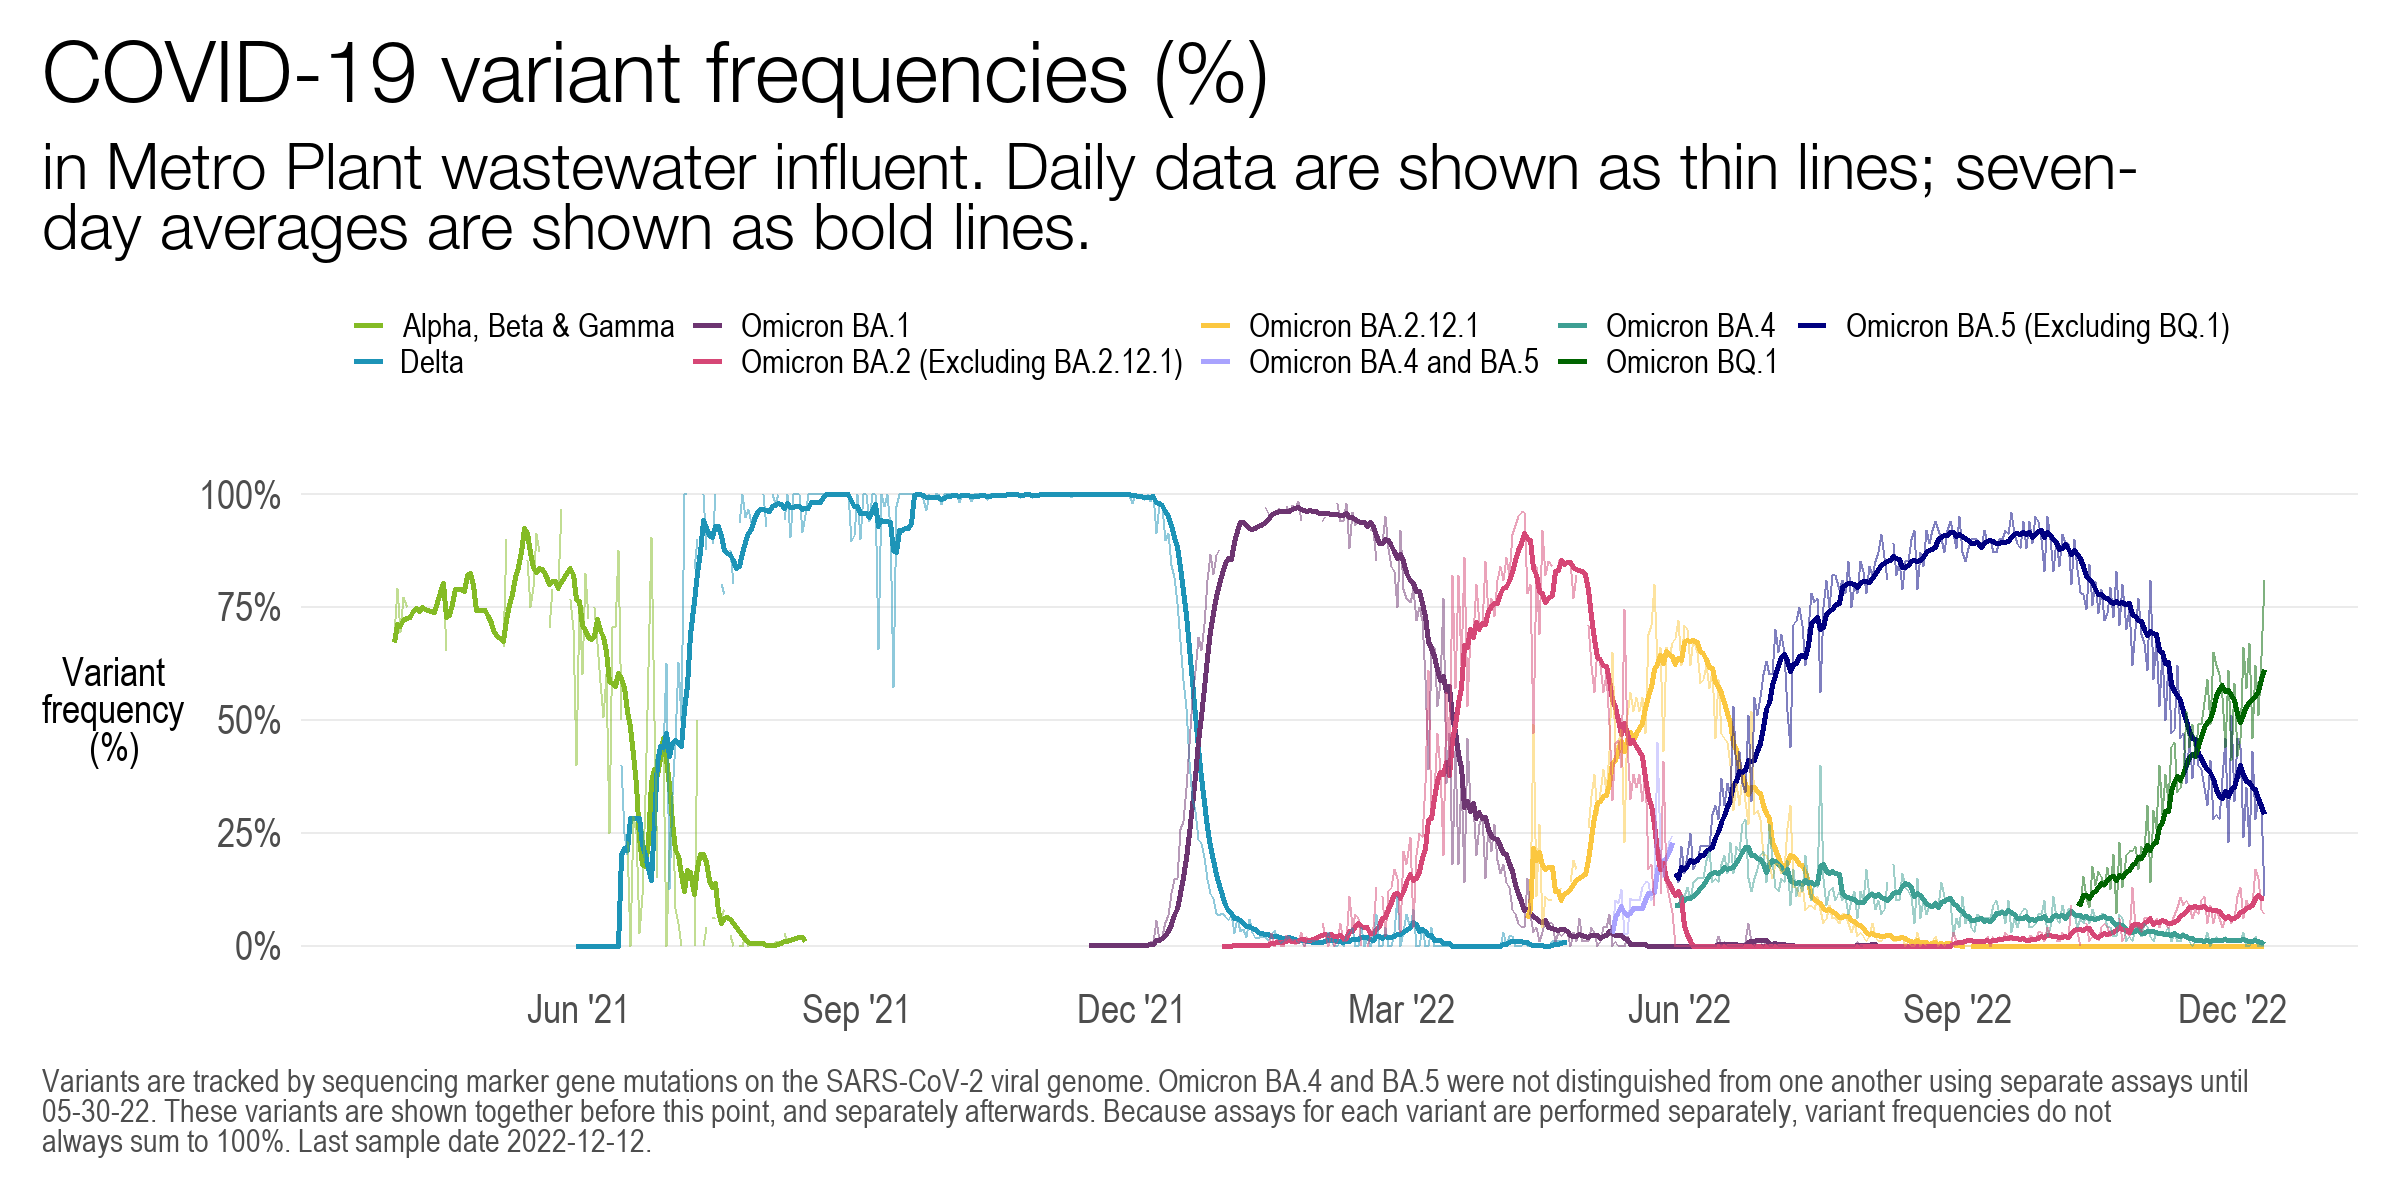 COVID-19 variant frequencies (%)
in Metro Plant wastewater influent. Daily data are shown as thin lines; seven-
day averages are shown as bold lines.
Alpha, Beta & Gamma
Omicron BA.1
Omicron BA.2.12.1
Omicron BA.4
Omicron BA.5 (Excluding BQ.1)
Delta
Omicron BA.2 (Excluding BA.2.12.1)
Omicron BA.4 and BA.5
Omicron BQ.1
100%
75%
50%
25%
0%
Variant
frequency
(%)
Jun '21
Sep '21
Dec '21
Mar '22
Jun '22
Sep '22
Dec '22
Variants are tracked by sequencing marker gene mutations on the SARS-CoV-2 viral genome. Omicron BA.4 and BA.5 were not distinguished from one another using separate assays until
05-30-22. These variants are shown together before this point, and separately afterwards. Because assays for each variant are performed separately, variant frequencies do not
always sum to 100%. Last sample date 2022-12-12.